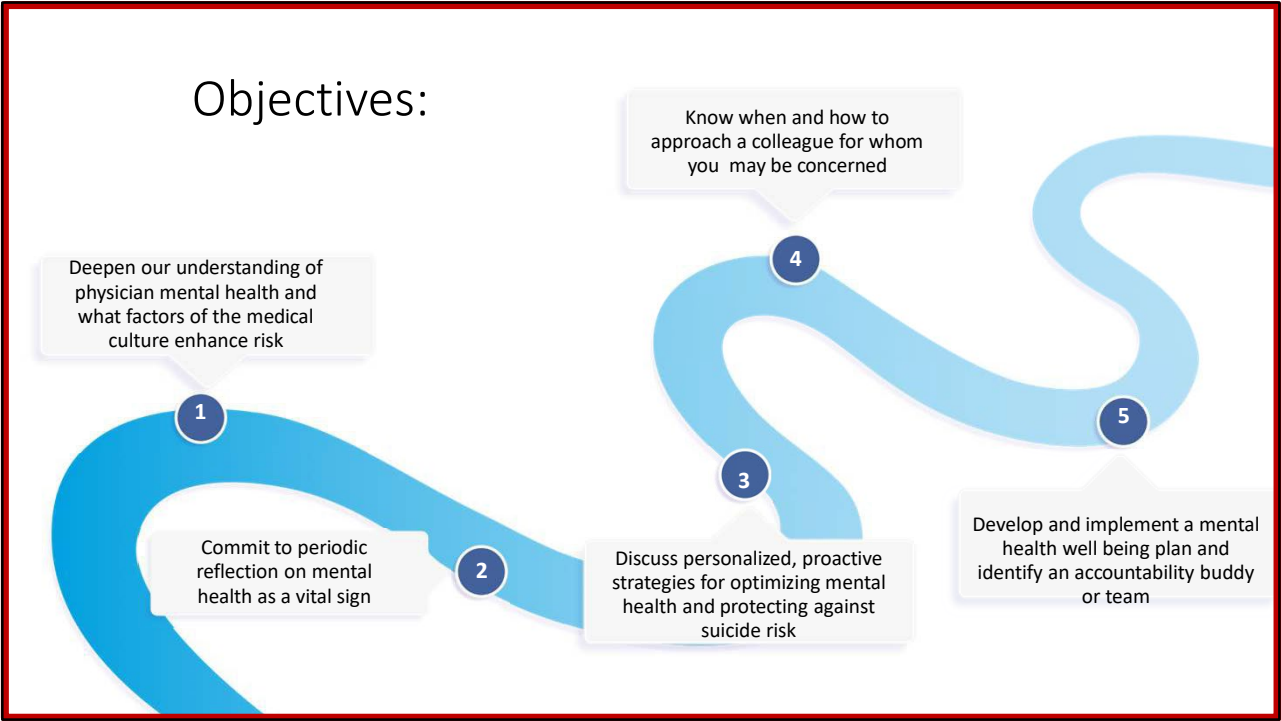 Objectives:
Deepen our understanding of
physician mental health and
what factors of the medical
culture enhance risk
1
Commit to periodic
reflection on mental
health as a vital sign
2
Discuss personalized, proactive
strategies for optimizing mental
health and protecting against
suicide risk
3
Know when and how to
approach a colleague for whom
you  may be concerned
4
Develop and implement a mental
health well being plan and
identify an accountability buddy
or team
5